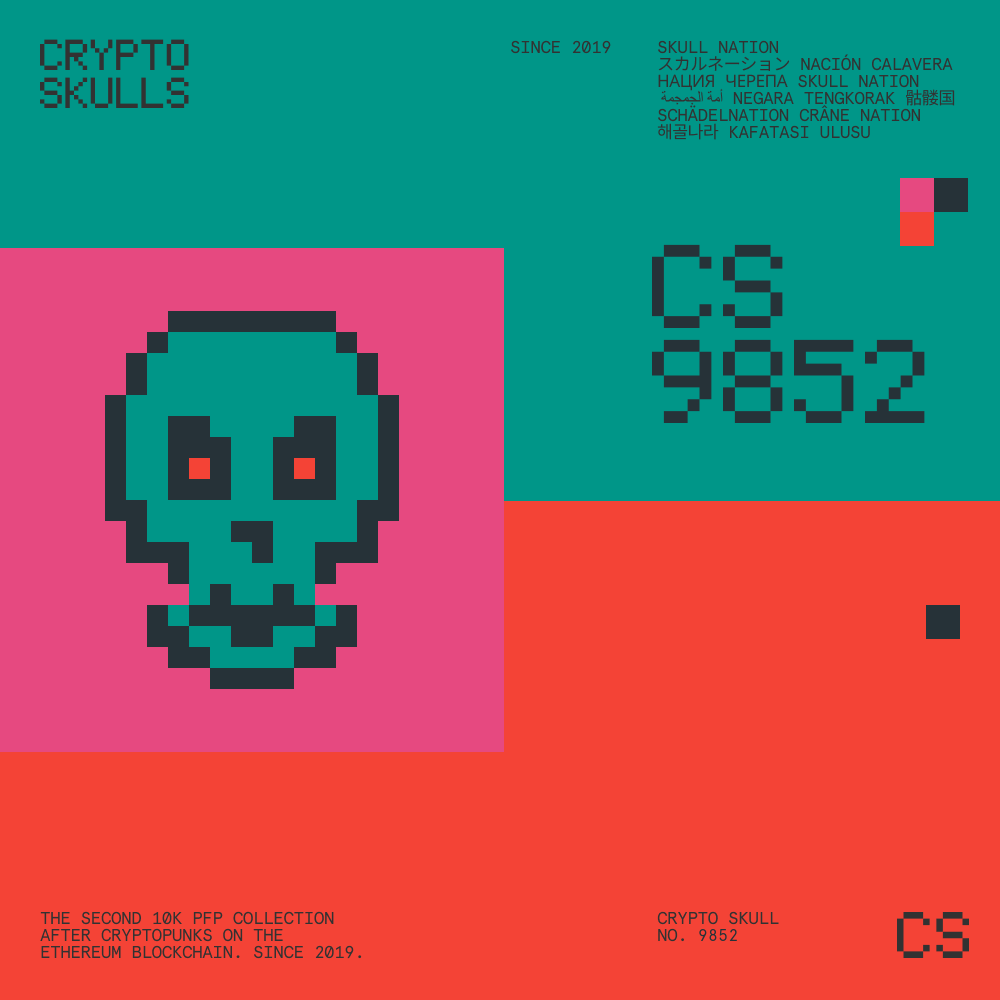 CRYPTO
SKULLS
SINCE 2019
SKULL NATION
スカルネーション NACIÓN CALAVERA
НАЦИЯ ЧЕРЕПА SKULL NATION
أمة الجمجمة NEGARA TENGKORAK 骷髅国
SCHÄDELNATION CRÂNE NATION
해골나라 KAFATASI ULUSU
CS
9852
THE SECOND 10K PFP COLLECTION
AFTER CRYPTOPUNKS ON THE
ETHEREUM BLOCKCHAIN. SINCE 2019.
CRYPTO SKULL
NO. 9852
CS